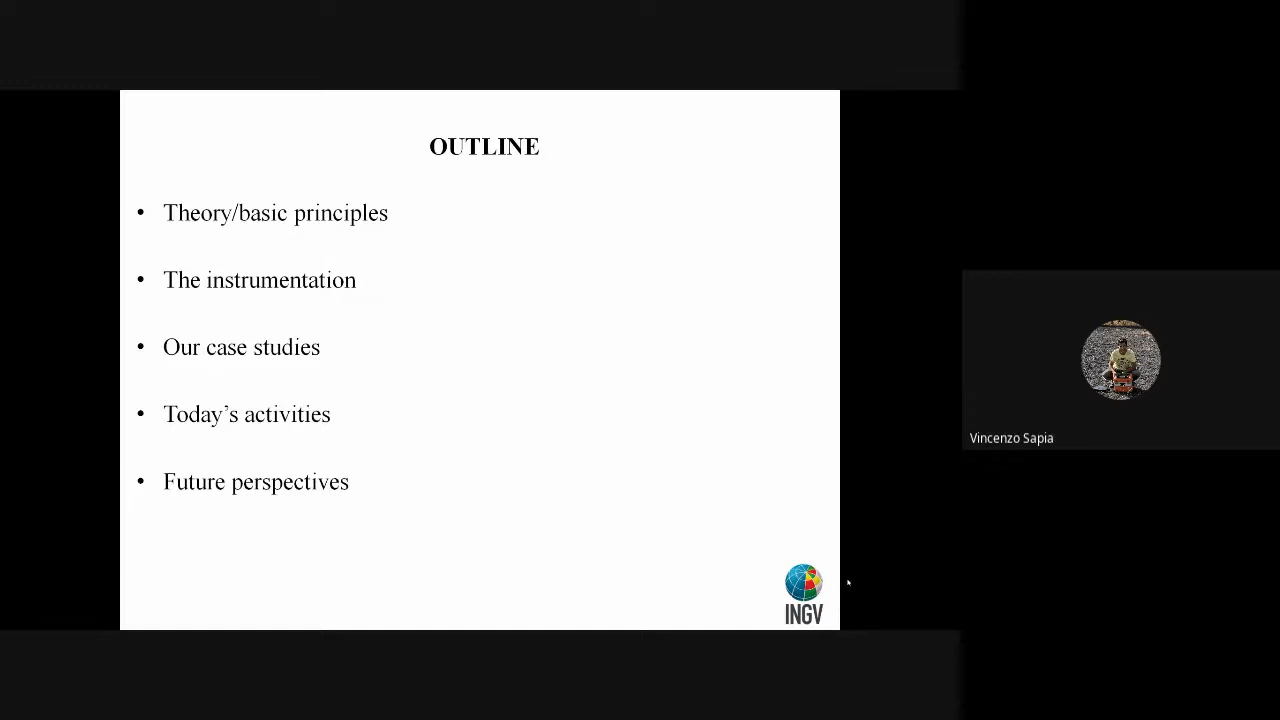 OUTLINE
• Theory/basic principles
• The instrumentation
• Our case studies
• Today’s activities
• Future perspectives
INGV
Vincenzo Sapia